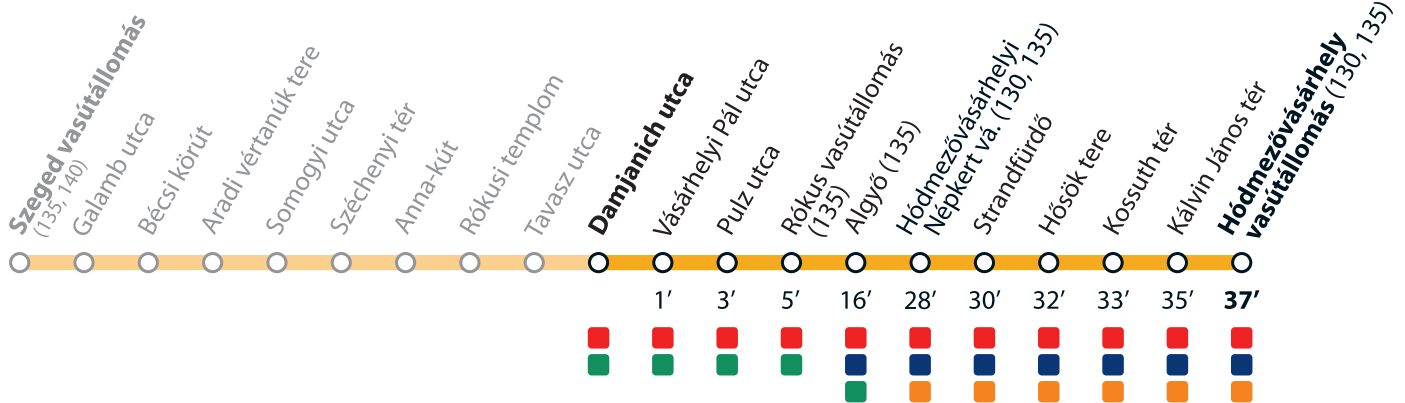 Szeged vasútállomás
(135, 140)
Galamb utca
Bécsi körút
Aradi vértanúk tere
Somogyi utca
Széchenyi tér
Anna-kút
Rókusi templom
Tavasz utca
Damjanich utca
Vásárhelyi Pál utca
Pulz utca
Rókus vasútállomás
(135)
Algyő (135)
Hódmezővásárhelyi
Népkert vá. (130, 135)
Strandfürdő
Hősök tere
Kossuth tér
Kálvin János tér
Hódmezővásárhely
vasútállomás (130, 135)
1’ 3’ 5’ 16’ 28’ 30’ 32’ 33’ 35’ 37’